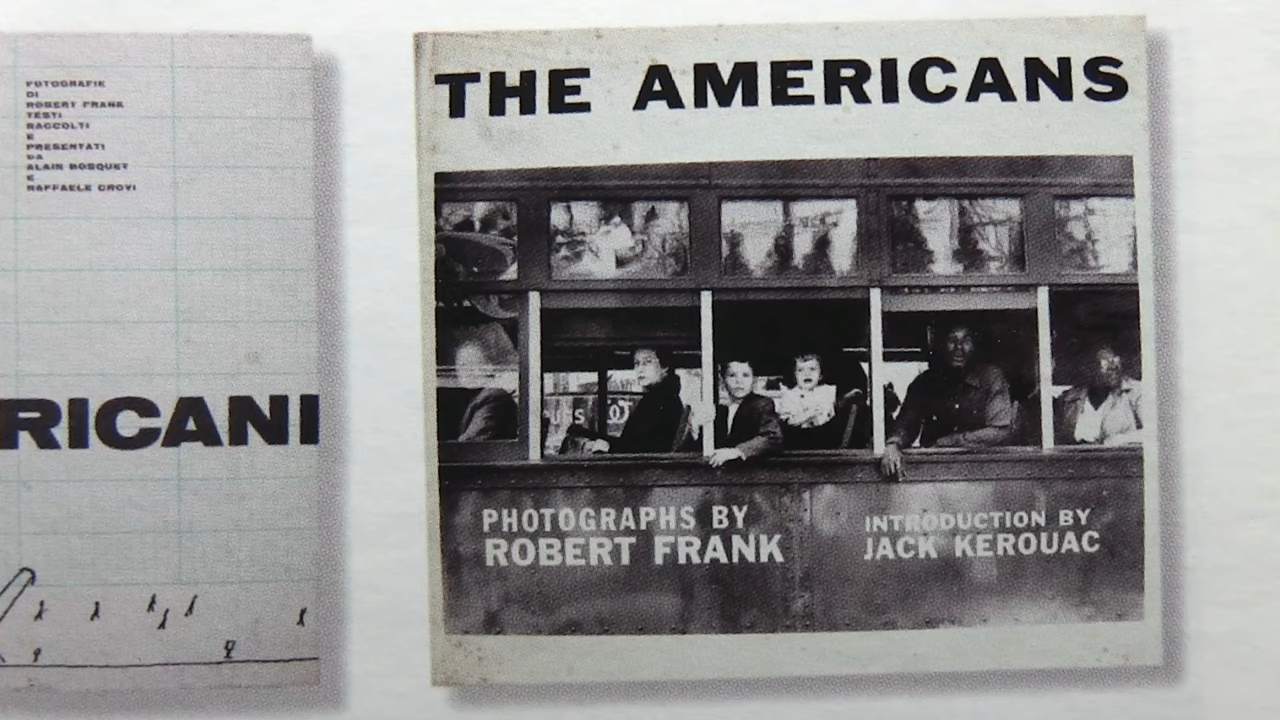 FOTOGRAFIE
DI
ROBERT FRANK
TESTI
RACCOLTI
E
PRESENTATI
DA
ALAIN BOSQUET
E
RAFFAELE CROVI
RICANI
THE AMERICANS
PHOTOGRAPHS BY
ROBERT FRANK
INTRODUCTION BY
JACK KEROUAC